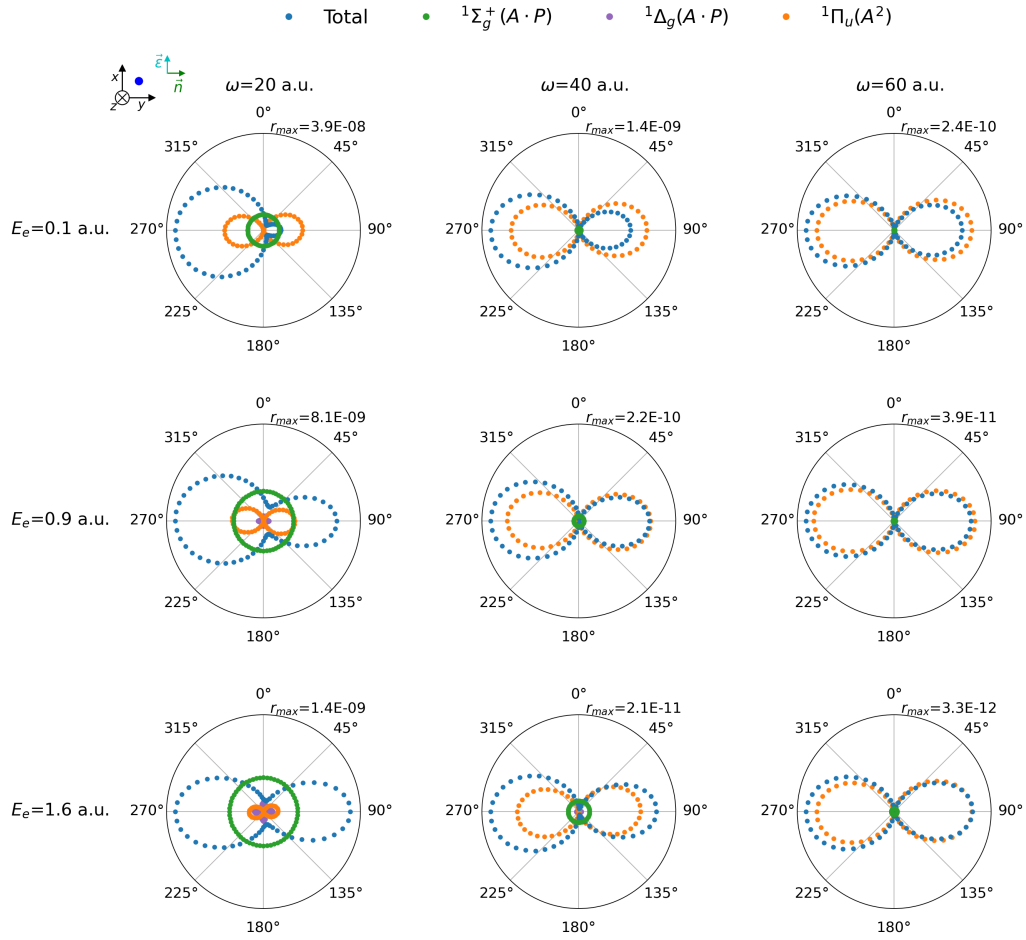 Total ¹Σg⁺(A · P) ¹Δg(A · P) ¹Πu(A²)
x y z ε⃗ n⃗
ω=20 a.u. ω=40 a.u. ω=60 a.u.
0° 0° 0°
rmax=3.9E-08 rmax=1.4E-09 rmax=2.4E-10
315° 45° 315° 45° 315° 45°
Ee=0.1 a.u. 270° 90° 270° 90° 270° 90°
225° 135° 225° 135° 225° 135°
180° 180° 180°
0° 0° 0°
rmax=8.1E-09 rmax=2.2E-10 rmax=3.9E-11
315° 45° 315° 45° 315° 45°
Ee=0.9 a.u. 270° 90° 270° 90° 270° 90°
225° 135° 225° 135° 225° 135°
180° 180° 180°
0° 0° 0°
rmax=1.4E-09 rmax=2.1E-11 rmax=3.3E-12
315° 45° 315° 45° 315° 45°
Ee=1.6 a.u. 270° 90° 270° 90° 270° 90°
225° 135° 225° 135° 225° 135°
180° 180° 180°